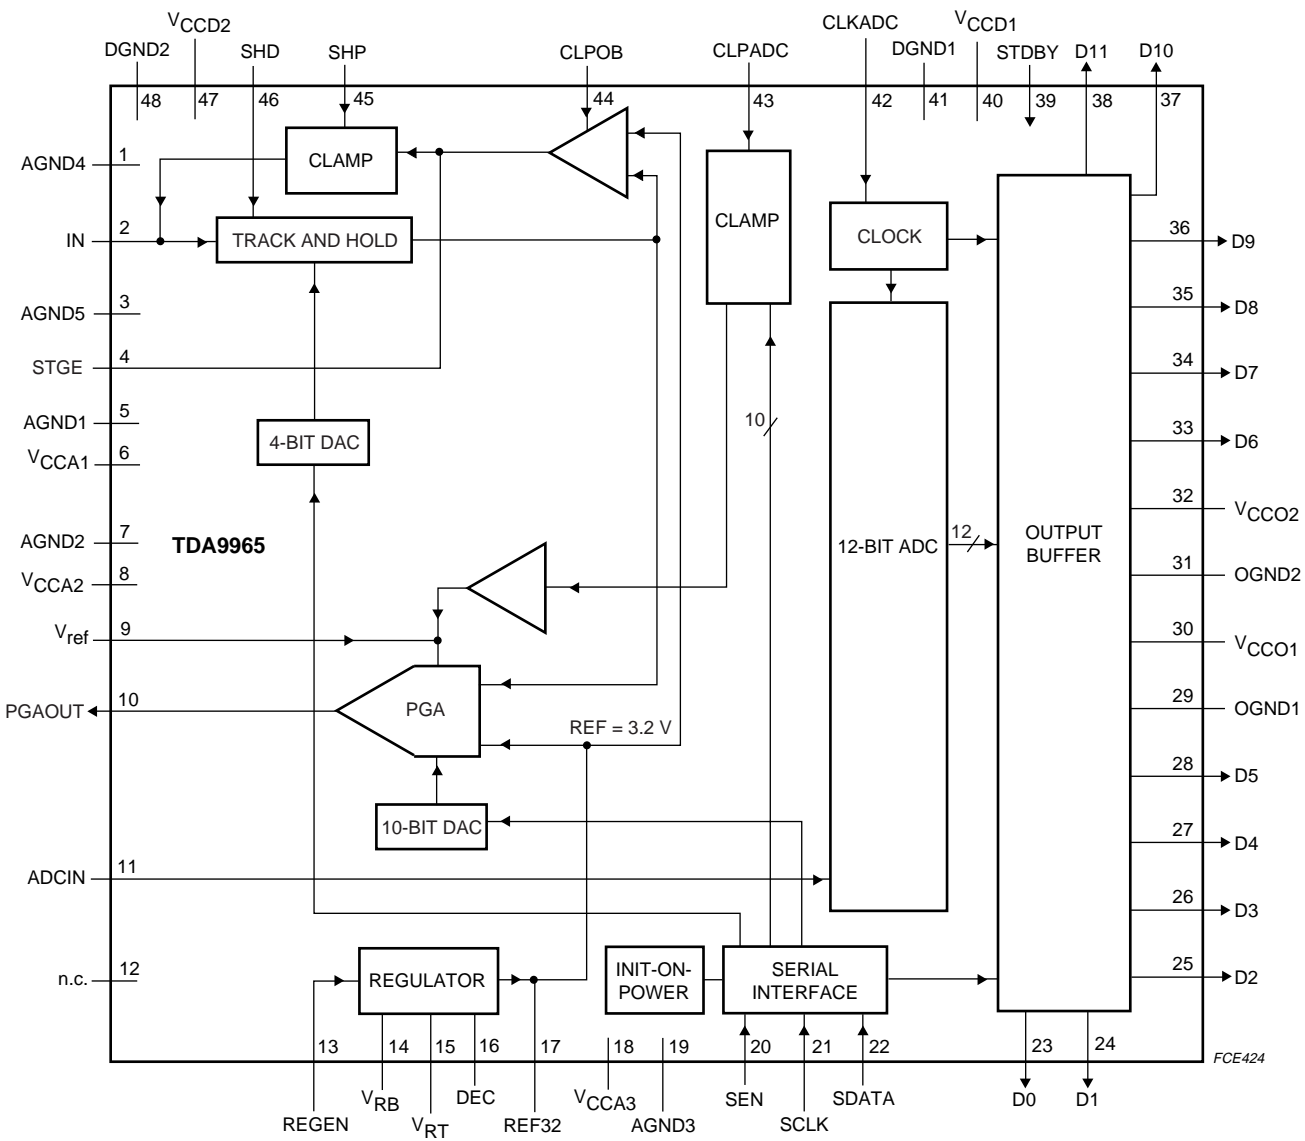 VCCD2
DGND2
SHD
SHP
CLPOB
CLPADC
CLKADC
DGND1
VCCD1
STDBY
D11
D10
48
47
46
45
44
43
42
41
40
39
38
37
AGND4
1
CLAMP
IN
2
TRACK AND HOLD
CLAMP
CLOCK
36
D9
AGND5
3
35
D8
STGE
4
34
D7
AGND1
5
4-BIT DAC
10
33
D6
VCCA1
6
32
VCCO2
AGND2
7
TDA9965
12-BIT ADC
12
OUTPUT
BUFFER
VCCA2
8
31
OGND2
Vref
9
30
VCCO1
PGAOUT
10
PGA
REF = 3.2 V
29
OGND1
28
D5
10-BIT DAC
27
D4
ADCIN
11
26
D3
n.c.
12
REGULATOR
INIT-ON-
POWER
SERIAL
INTERFACE
25
D2
13
14
15
16
17
18
19
20
21
22
23
24
FCE424
REGEN
VRB
VRT
DEC
REF32
VCCA3
AGND3
SEN
SCLK
SDATA
D0
D1